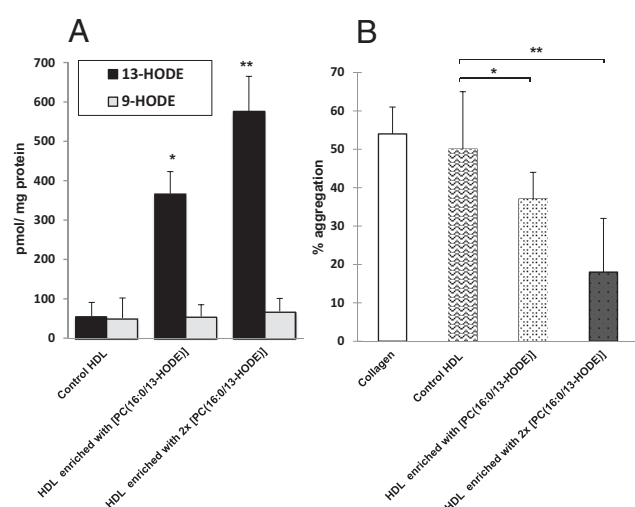 A
700
600
500
400
300
200
100
0
pmol/ mg protein
13-HODE
9-HODE
*
**
Control HDL
HDL enriched with [PC(16:0/13-HODE)]
HDL enriched with 2x [PC(16:0/13-HODE)]
B
70
60
50
40
30
20
10
0
% aggregation
**
*
Collagen
Control HDL
HDL enriched with [PC(16:0/13-HODE)]
HDL enriched with 2x [PC(16:0/13-HODE)]